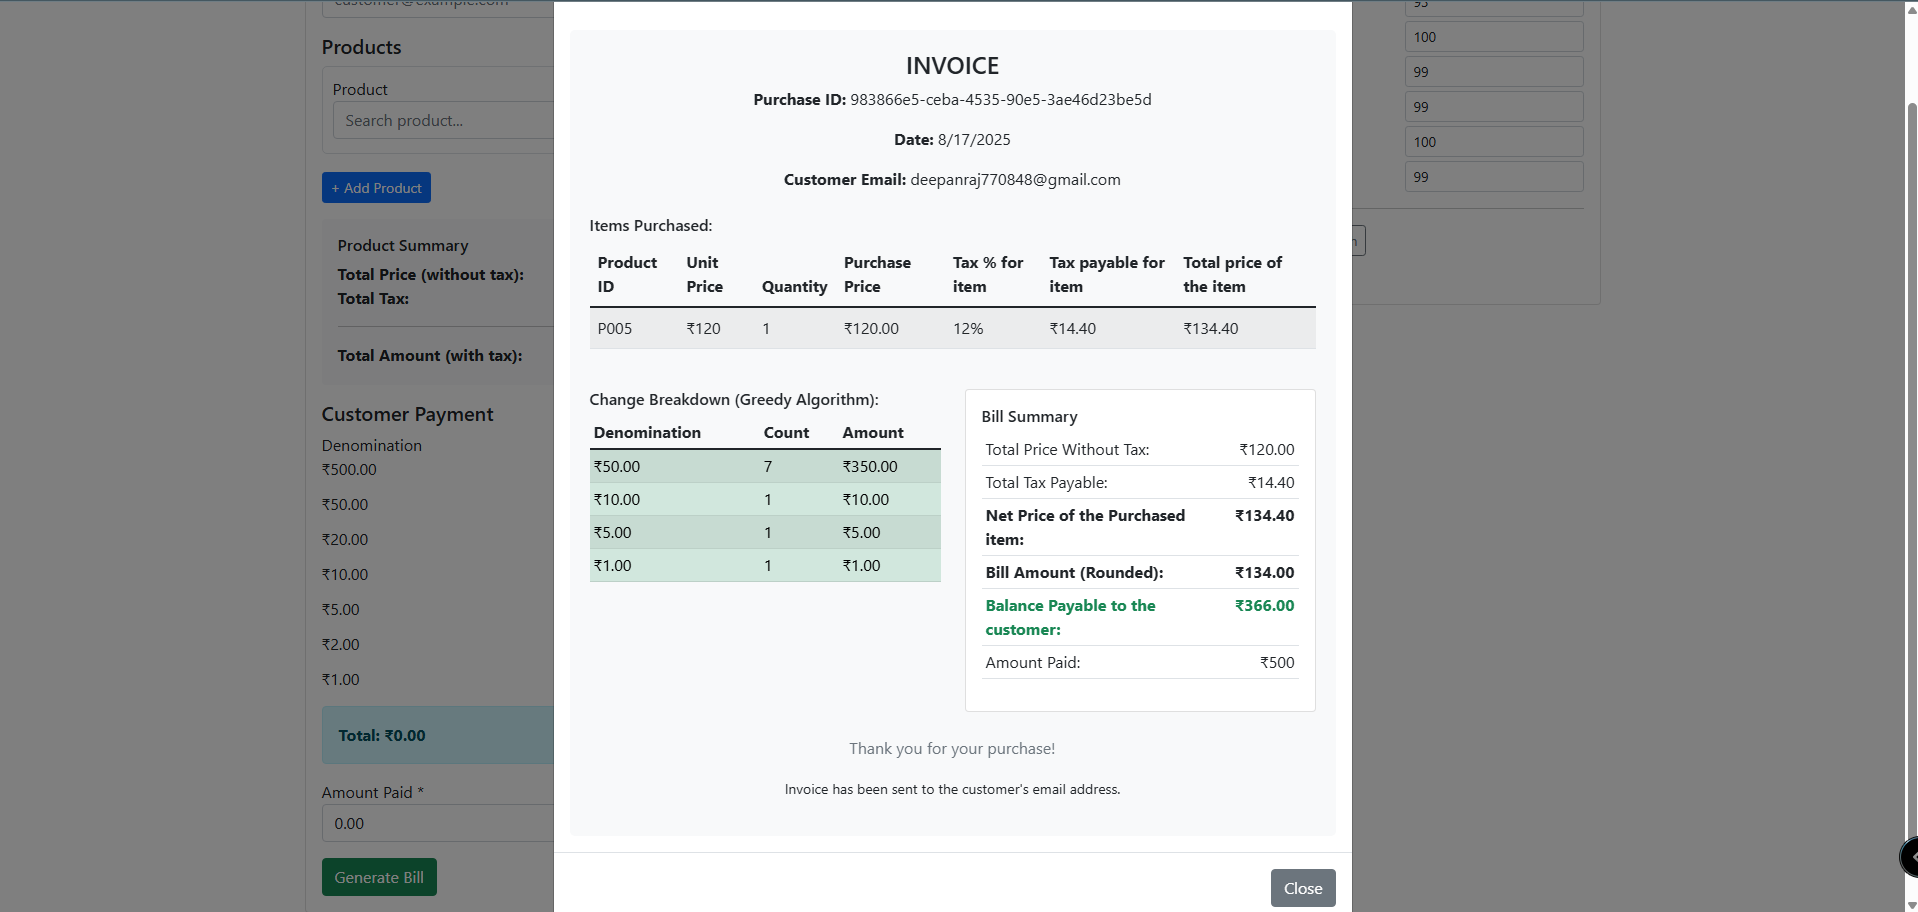 customer@example.com
Products
Product
Search product...
+ Add Product
Product Summary
Total Price (without tax):
Total Tax:
Total Amount (with tax):
Customer Payment
Denomination
₹500.00
₹50.00
₹20.00
₹10.00
₹5.00
₹2.00
₹1.00
Total: ₹0.00
Amount Paid *
0.00
Generate Bill
INVOICE
Purchase ID: 983866e5-ceba-4535-90e5-3ae46d23be5d
Date: 8/17/2025
Customer Email: deepanraj770848@gmail.com
Items Purchased:
Product ID Unit Price Quantity Purchase Price Tax % for item Tax payable for item Total price of the item
P005 ₹120 1 ₹120.00 12% ₹14.40 ₹134.40
Change Breakdown (Greedy Algorithm):
Denomination Count Amount
₹50.00 7 ₹350.00
₹10.00 1 ₹10.00
₹5.00 1 ₹5.00
₹1.00 1 ₹1.00
Bill Summary
Total Price Without Tax: ₹120.00
Total Tax Payable: ₹14.40
Net Price of the Purchased item: ₹134.40
Bill Amount (Rounded): ₹134.00
Balance Payable to the customer: ₹366.00
Amount Paid: ₹500
Thank you for your purchase!
Invoice has been sent to the customer's email address.
Close
100
99
99
100
99